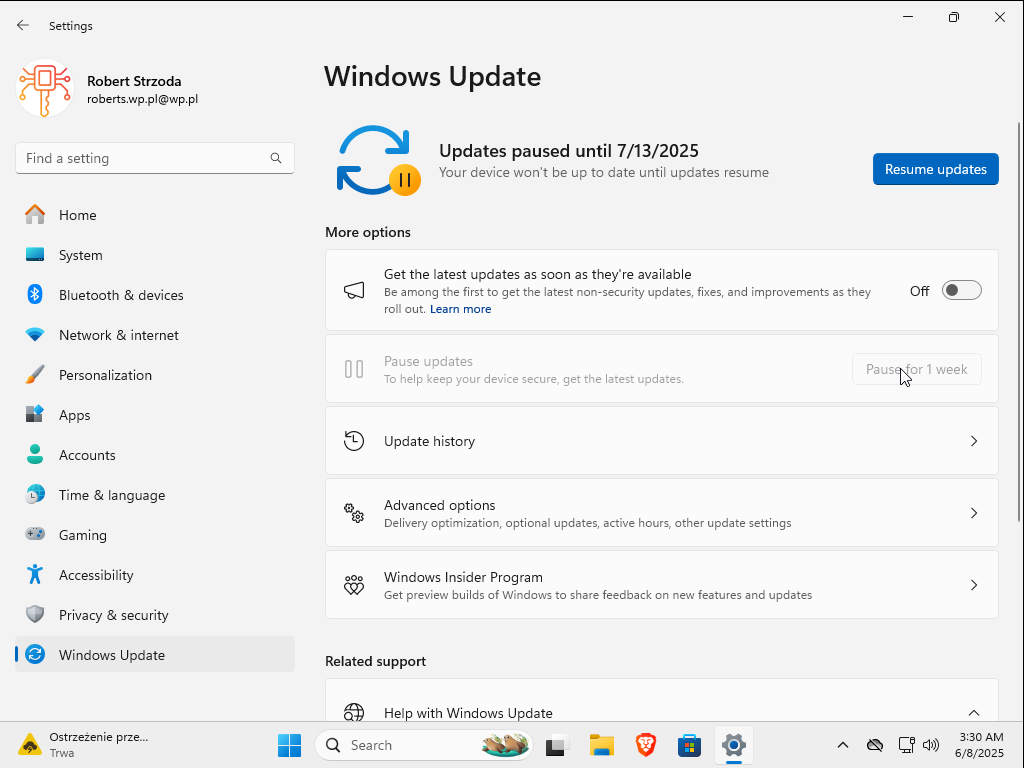 Settings
Robert Strzoda
roberts.wp.pl@wp.pl
Find a setting
Home
System
Bluetooth & devices
Network & internet
Personalization
Apps
Accounts
Time & language
Gaming
Accessibility
Privacy & security
Windows Update
Windows Update
Updates paused until 7/13/2025
Your device won't be up to date until updates resume
Resume updates
More options
Get the latest updates as soon as they're available
Be among the first to get the latest non-security updates, fixes, and improvements as they
roll out. Learn more
Off
Pause updates
To help keep your device secure, get the latest updates.
Pause for 1 week
Update history
Advanced options
Delivery optimization, optional updates, active hours, other update settings
Windows Insider Program
Get preview builds of Windows to share feedback on new features and updates
Related support
Help with Windows Update
Ostrzeżenie prze...
Trwa
Search
3:30 AM
6/8/2025